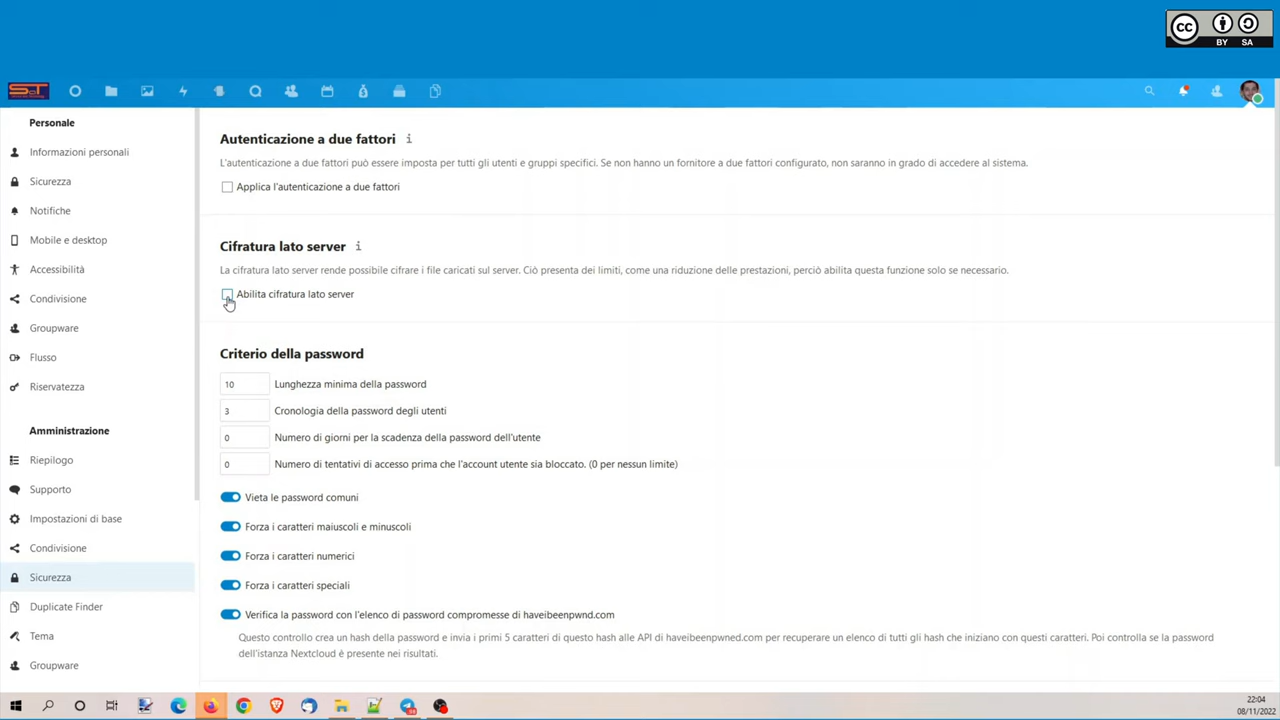 CC
BY SA
S&T
Personale
Informazioni personali
Sicurezza
Notifiche
Mobile e desktop
Accessibilità
Condivisione
Groupware
Flusso
Riservatezza
Amministrazione
Riepilogo
Supporto
Impostazioni di base
Condivisione
Sicurezza
Duplicate Finder
Tema
Groupware
Autenticazione a due fattori i
L'autenticazione a due fattori può essere imposta per tutti gli utenti e gruppi specifici. Se non hanno un fornitore a due fattori configurato, non saranno in grado di accedere al sistema.
Applica l'autenticazione a due fattori
Cifratura lato server i
La cifratura lato server rende possibile cifrare i file caricati sul server. Ciò presenta dei limiti, come una riduzione delle prestazioni, perciò abilita questa funzione solo se necessario.
Abilita cifratura lato server
Criterio della password
10 Lunghezza minima della password
3 Cronologia della password degli utenti
0 Numero di giorni per la scadenza della password dell'utente
0 Numero di tentativi di accesso prima che l'account utente sia bloccato. (0 per nessun limite)
Vieta le password comuni
Forza i caratteri maiuscoli e minuscoli
Forza i caratteri numerici
Forza i caratteri speciali
Verifica la password con l'elenco di password compromesse di haveibeenpwnd.com
Questo controllo crea un hash della password e invia i primi 5 caratteri di questo hash alle API di haveibeenpwned.com per recuperare un elenco di tutti gli hash che iniziano con questi caratteri. Poi controlla se la password
dell'istanza Nextcloud è presente nei risultati.
22:04
08/11/2022